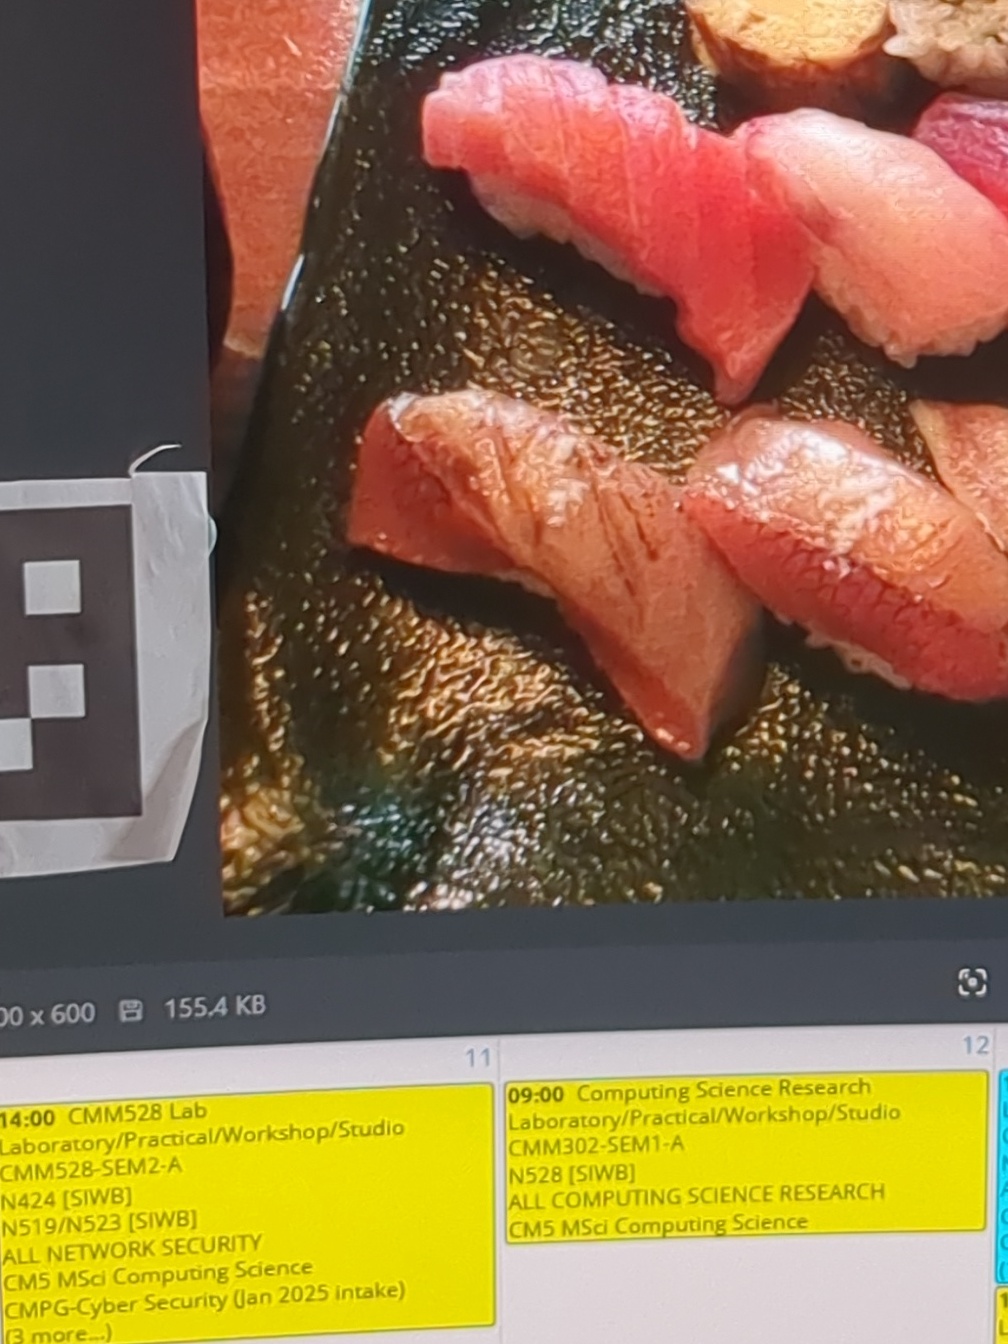 00 x 600 155.4 KB
11
14:00 CMM528 Lab
Laboratory/Practical/Workshop/Studio
CMM528-SEM2-A
N424 [SIWB]
N519/N523 [SIWB]
ALL NETWORK SECURITY
CM5 MSci Computing Science
CMPG-Cyber Security (Jan 2025 intake)
(3 more...)
12
09:00 Computing Science Research
Laboratory/Practical/Workshop/Studio
CMM302-SEM1-A
N528 [SIWB]
ALL COMPUTING SCIENCE RESEARCH
CM5 MSci Computing Science